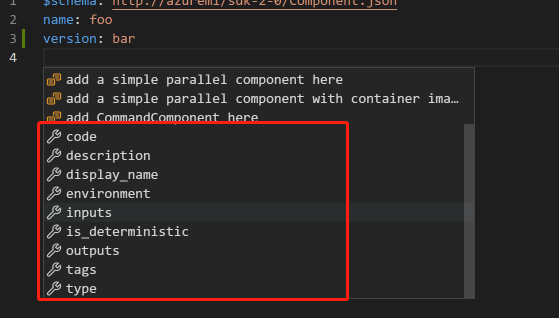 1 $schema: http://azureml/sdk-2-0/Component.json
2 name: foo
3 version: bar
4
add a simple parallel component here
add a simple parallel component with container ima…
add CommandComponent here
code
description
display_name
environment
inputs
is_deterministic
outputs
tags
type